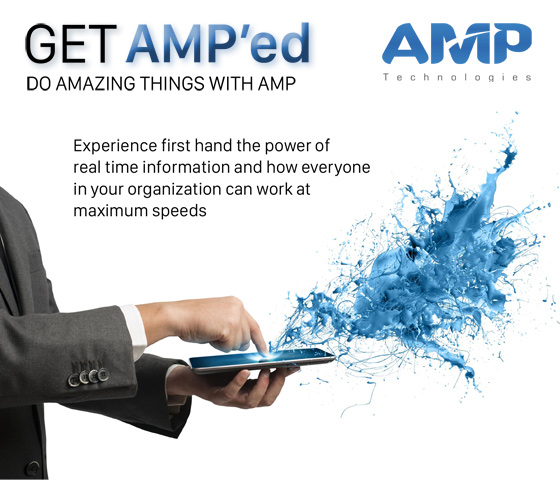 GET AMP'ed
DO AMAZING THINGS WITH AMP
AMP
Technologies
Experience first hand the power of
real time information and how everyone
in your organization can work at
maximum speeds